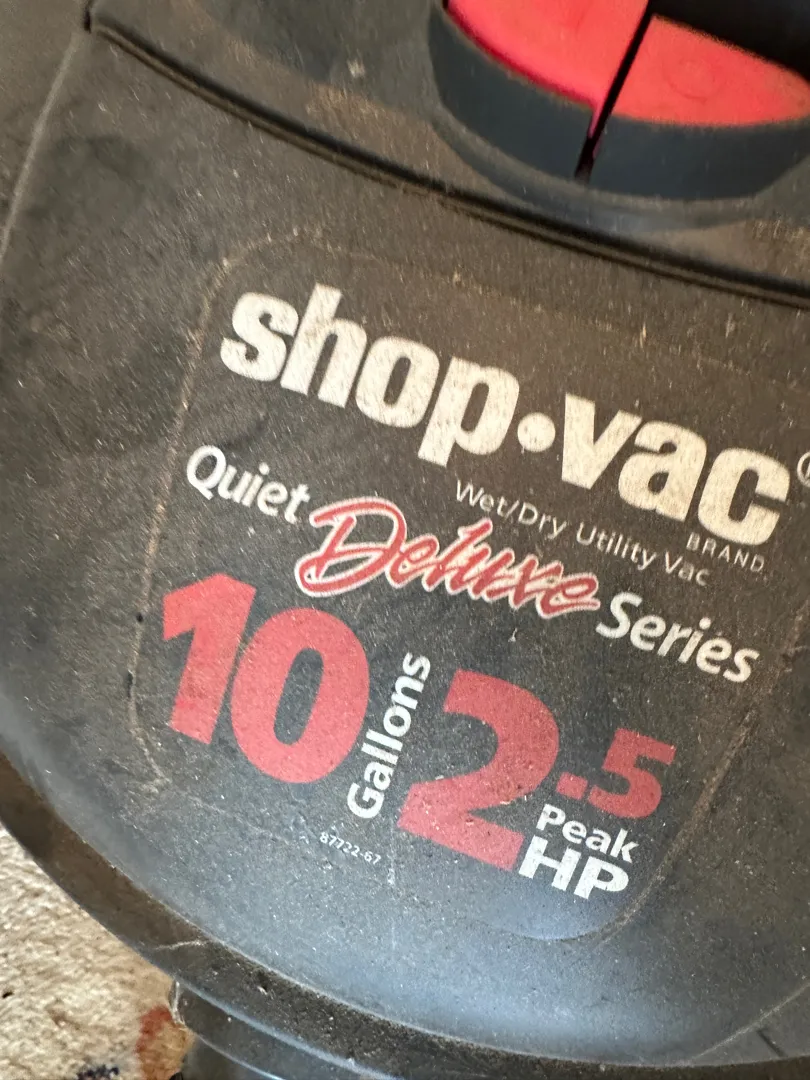 shop·vac®
BRAND
Wet/Dry Utility Vac
Quiet Deluxe Series
10 Gallons
2.5 Peak HP
87722-67